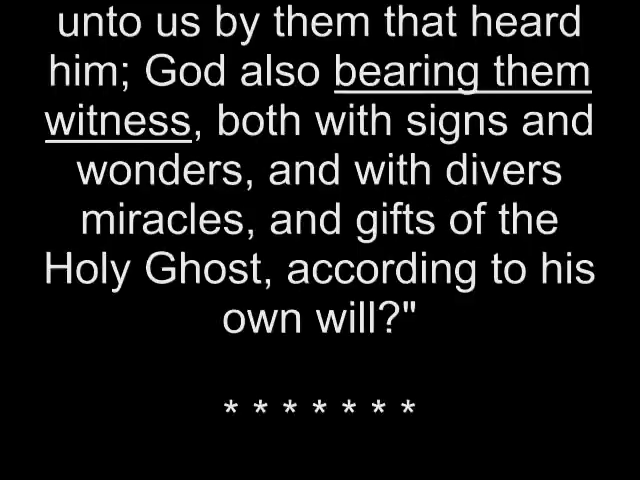 unto us by them that heard
him; God also bearing them
witness, both with signs and
wonders, and with divers
miracles, and gifts of the
Holy Ghost, according to his
own will?"
* * * * * * *